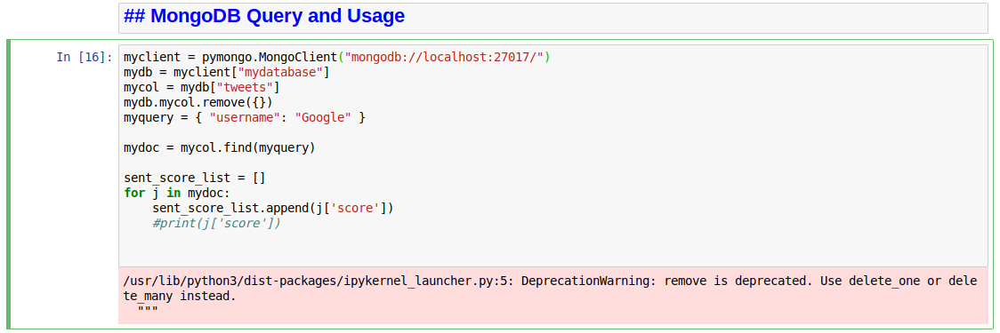 ## MongoDB Query and Usage
In [16]: myclient = pymongo.MongoClient("mongodb://localhost:27017/")
mydb = myclient["mydatabase"]
mycol = mydb["tweets"]
mydb.mycol.remove({})
myquery = { "username": "Google" }
mydoc = mycol.find(myquery)
sent_score_list = []
for j in mydoc:
    sent_score_list.append(j['score'])
    #print(j['score'])
/usr/lib/python3/dist-packages/ipykernel_launcher.py:5: DeprecationWarning: remove is deprecated. Use delete_one or dele
te_many instead.
  """